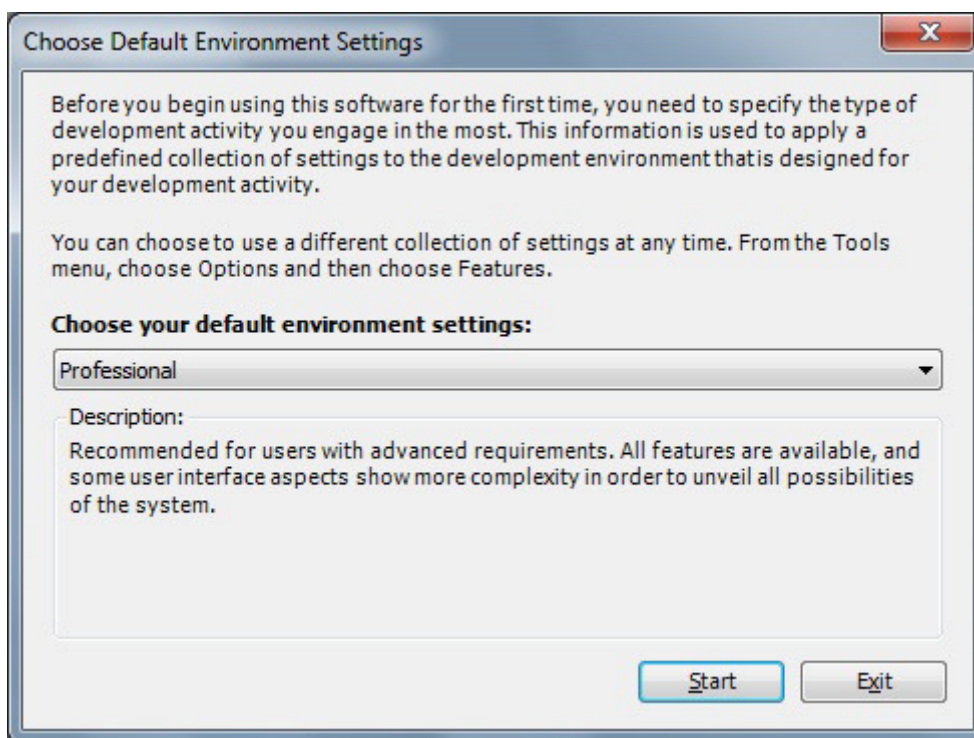 Choose Default Environment Settings
Before you begin using this software for the first time, you need to specify the type of
development activity you engage in the most. This information is used to apply a
predefined collection of settings to the development environment that is designed for
your development activity.
You can choose to use a different collection of settings at any time. From the Tools
menu, choose Options and then choose Features.
Choose your default environment settings:
Professional
Description:
Recommended for users with advanced requirements. All features are available, and
some user interface aspects show more complexity in order to unveil all possibilities
of the system.
Start
Exit